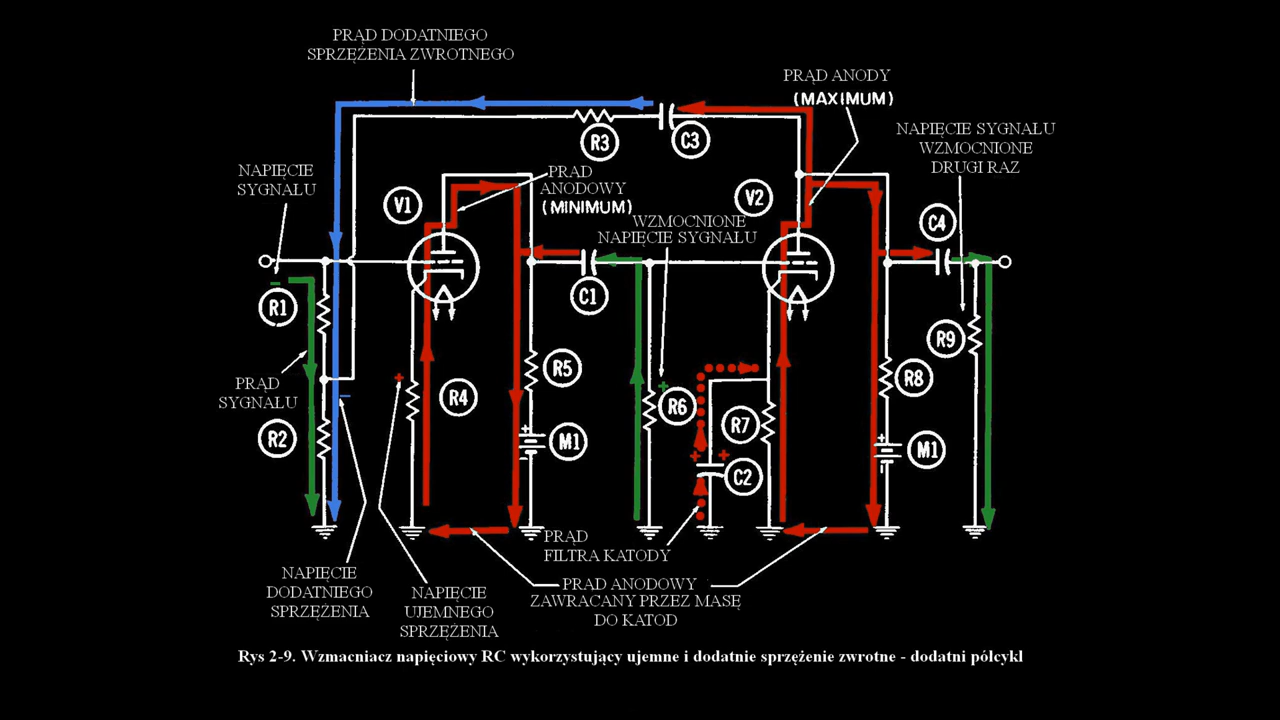 PRĄD DODATNIEGO
SPRZĘŻENIA ZWROTNEGO
PRĄD ANODY
(MAXIMUM)
NAPIĘCIE SYGNAŁU
WZMOCNIONE
DRUGI RAZ
R3
C3
NAPIĘCIE
SYGNAŁU
PRAD
ANODOWY
(MINIMUM)
V1
V2
WZMOCNIONE
NAPIĘCIE SYGNAŁU
C4
C1
R1
R9
R5
R8
PRAD
SYGNAŁU
R4
R6
R7
R2
M1
M1
C2
PRĄD
FILTRA KATODY
NAPIĘCIE
DODATNIEGO
SPRZĘŻENIA
NAPIĘCIE
UJEMNEGO
SPRZĘŻENIA
PRAD ANODOWY
ZAWRACANY PRZEZ MASĘ
DO KATOD
Rys 2-9. Wzmacniacz napięciowy RC wykorzystujący ujemne i dodatnie sprzężenie zwrotne - dodatni półcykl